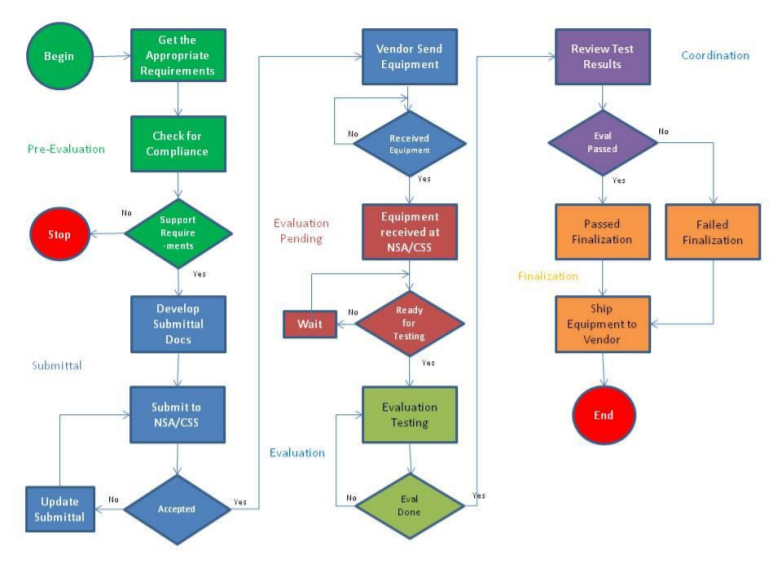 Begin
Get the
Appropriate
Requirements
Pre-Evaluation
Check for
Compliance
No
Stop
Support
Require
-ments
Yes
Develop
Submittal
Docs
Submittal
Submit to
NSA/CSS
Update
Submittal
No
Accepted
Yes
Vendor Send
Equipment
No
Received
Equipment
Yes
Evaluation
Pending
Equipment
received at
NSA/CSS
Wait
No
Ready
for
Testing
Yes
Evaluation
Testing
Evaluation
No
Eval
Done
Yes
Review Test
Results
Coordination
Eval
Passed
No
Yes
Passed
Finalization
Failed
Finalization
Finalization
Ship
Equipment to
Vendor
End